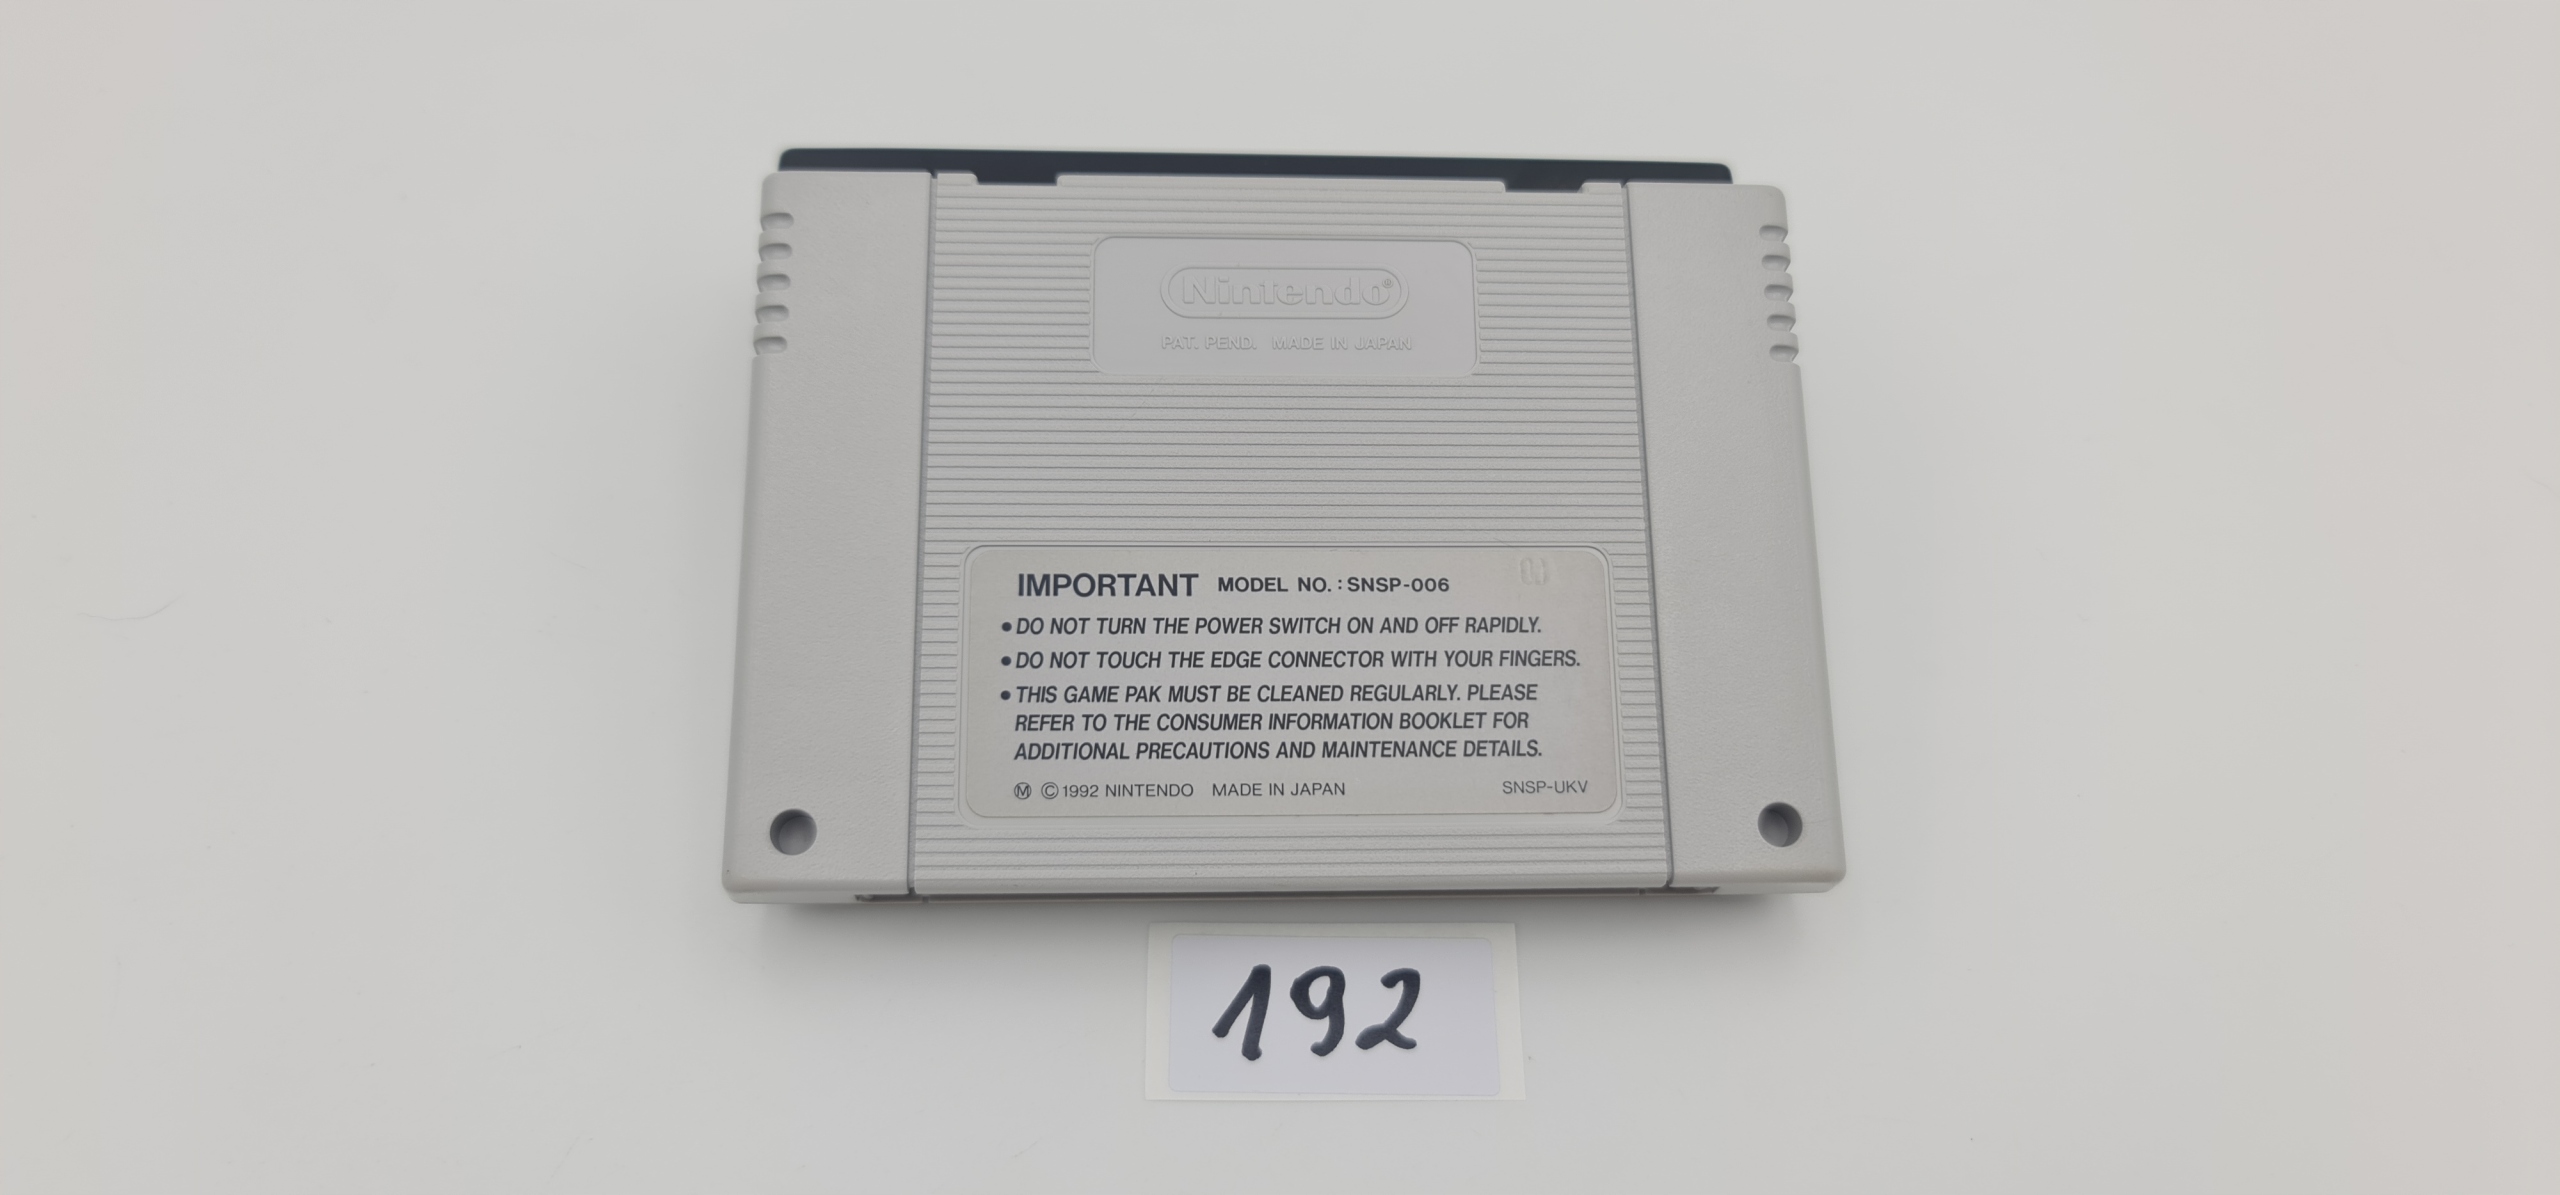 Nintendo®
PAT. PEND. MADE IN JAPAN
IMPORTANT MODEL NO.: SNSP-006
•DO NOT TURN THE POWER SWITCH ON AND OFF RAPIDLY.
•DO NOT TOUCH THE EDGE CONNECTOR WITH YOUR FINGERS.
•THIS GAME PAK MUST BE CLEANED REGULARLY. PLEASE
REFER TO THE CONSUMER INFORMATION BOOKLET FOR
ADDITIONAL PRECAUTIONS AND MAINTENANCE DETAILS.
Ⓜ ©1992 NINTENDO MADE IN JAPAN SNSP-UKV
192